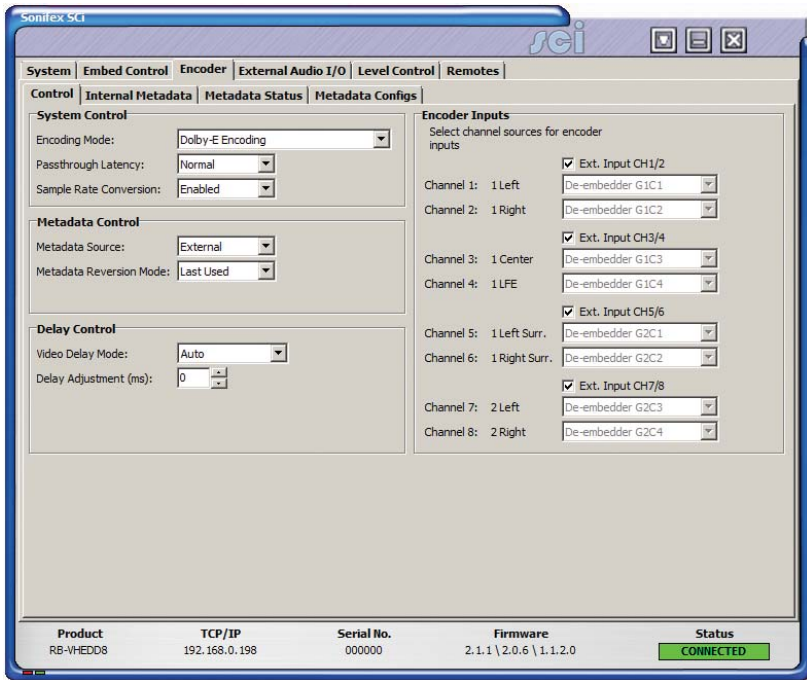 Sonifex SCi
sci
System Embed Control Encoder External Audio I/O Level Control Remotes
Control Internal Metadata Metadata Status Metadata Configs
System Control
Encoding Mode: Dolby-E Encoding
Passthrough Latency: Normal
Sample Rate Conversion: Enabled
Metadata Control
Metadata Source: External
Metadata Reversion Mode: Last Used
Delay Control
Video Delay Mode: Auto
Delay Adjustment (ms): 0
Encoder Inputs
Select channel sources for encoder
inputs
Ext. Input CH1/2
Channel 1: 1 Left De-embedder G1C1
Channel 2: 1 Right De-embedder G1C2
Ext. Input CH3/4
Channel 3: 1 Center De-embedder G1C3
Channel 4: 1 LFE De-embedder G1C4
Ext. Input CH5/6
Channel 5: 1 Left Surr. De-embedder G2C1
Channel 6: 1 Right Surr. De-embedder G2C2
Ext. Input CH7/8
Channel 7: 2 Left De-embedder G2C3
Channel 8: 2 Right De-embedder G2C4
Product TCP/IP Serial No. Firmware Status
RB-VHEDD8 192.168.0.198 000000 2.1.1 \ 2.0.6 \ 1.1.2.0 CONNECTED